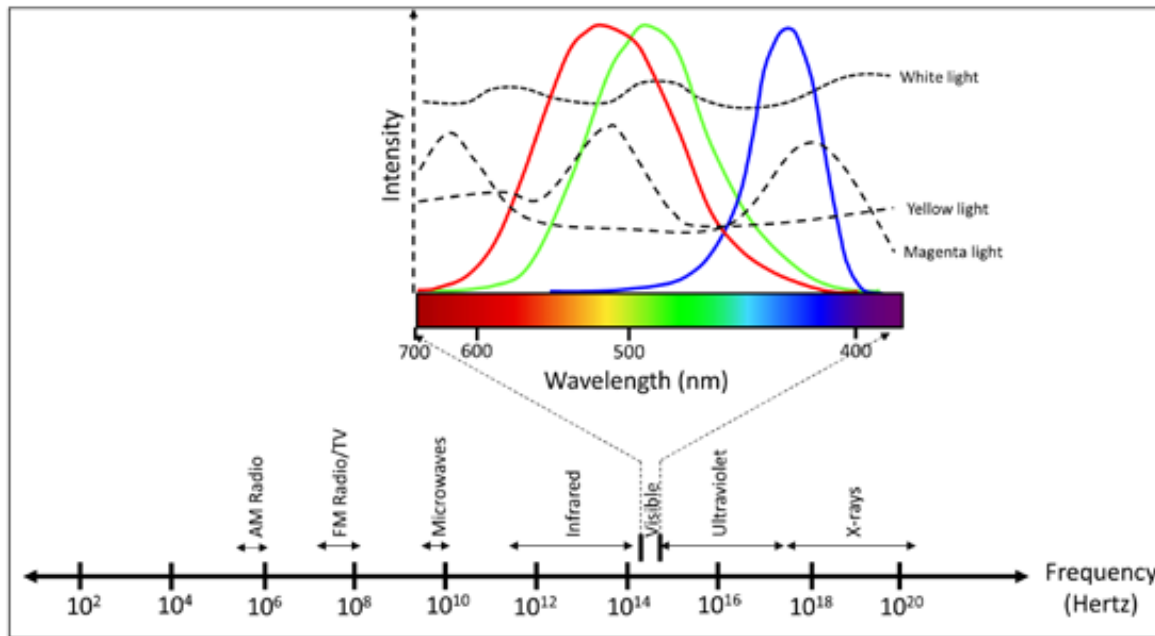 White light
Intensity
Yellow light
Magenta light
700 600 500 400
Wavelength (nm)
AM Radio
FM Radio/TV
Microwaves
Infrared
Visible
Ultraviolet
X-rays
10² 10⁴ 10⁶ 10⁸ 10¹⁰ 10¹² 10¹⁴ 10¹⁶ 10¹⁸ 10²⁰
Frequency
(Hertz)